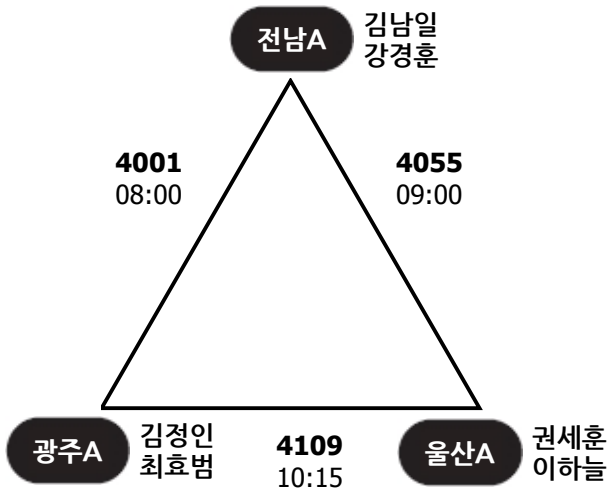 전남A
김남일
강경훈
4001
08:00
4055
09:00
광주A
김정인
최효범
4109
10:15
울산A
권세훈
이하늘